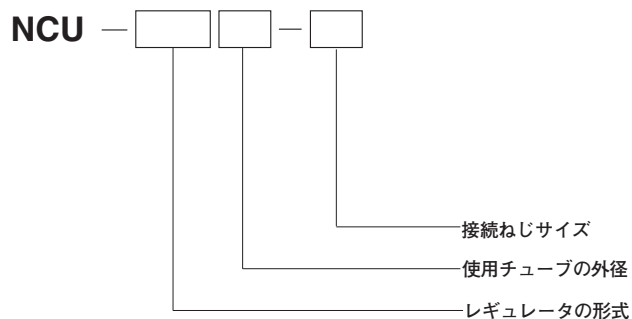 NCU — □ □ — □
接続ねじサイズ
使用チューブの外径
レギュレータの形式